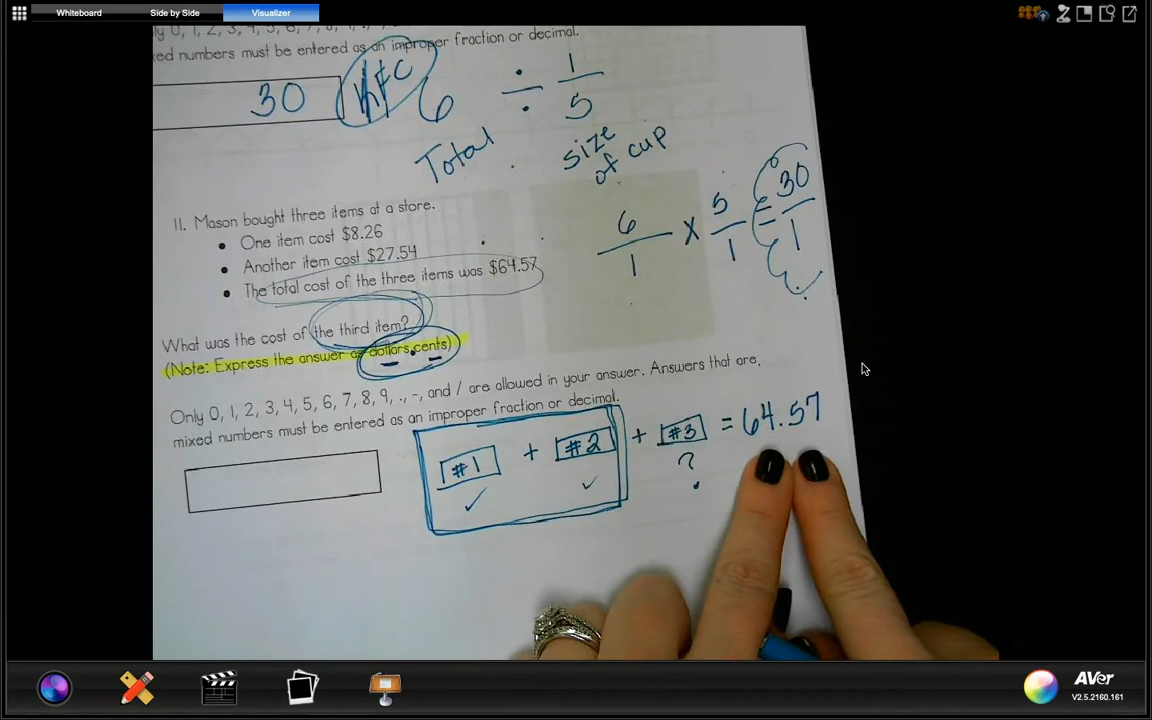 Whiteboard Side by Side Visualizer
mixed numbers must be entered as an improper fraction or decimal.
30
6 ÷ 1/5
Total size of cup
6/1 x 5/1 = 30/1
11. Mason bought three items at a store.
• One item cost $8.26
• Another item cost $27.54
• The total cost of the three items was $64.57
What was the cost of the third item?
(Note: Express the answer as dollars.cents)
Only 0, 1, 2, 3, 4, 5, 6, 7, 8, 9, ., -, and / are allowed in your answer. Answers that are
mixed numbers must be entered as an improper fraction or decimal.
#1 + #2 + #3 = 64.57
?
AVer
V2.5.2160.161